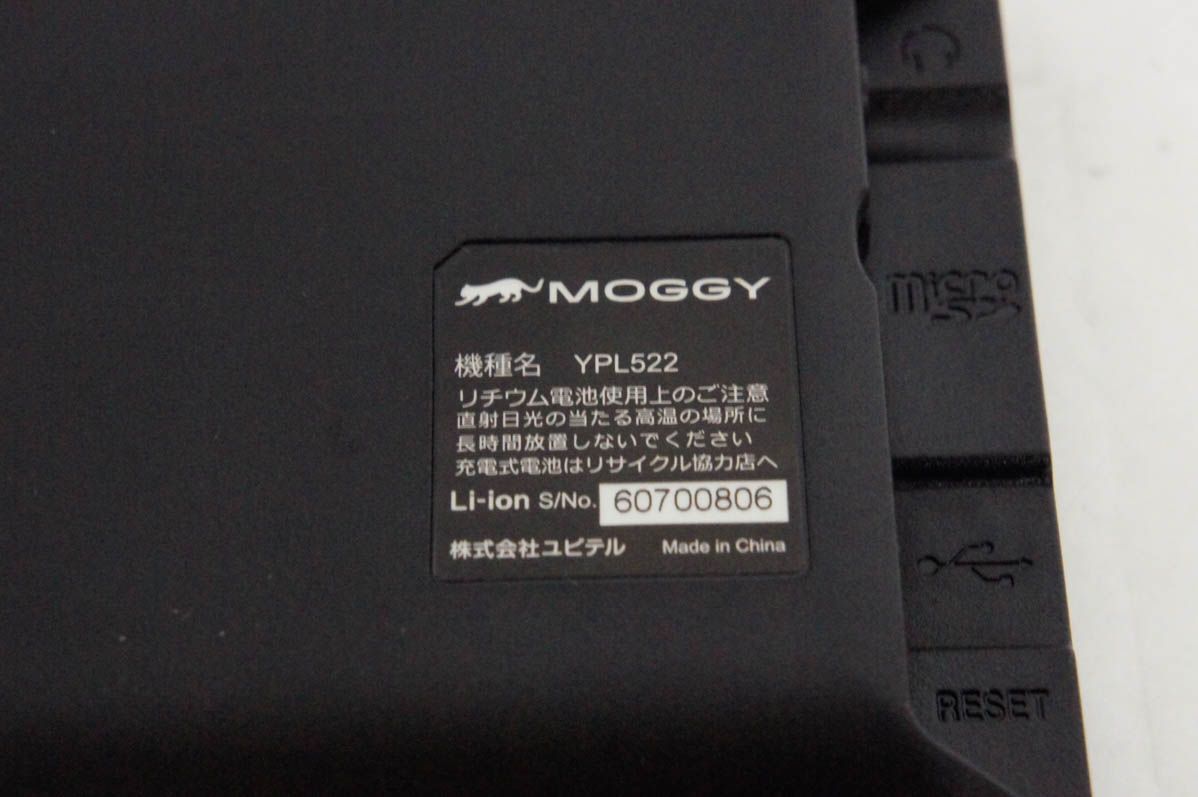 MOGGY
機種名 YPL522
リチウム電池使用上のご注意
直射日光の当たる高温の場所に
長時間放置しないでください
充電式電池はリサイクル協力店へ
Li-ion S/No. 60700806
株式会社ユピテル Made in China
micro
SD
RESET